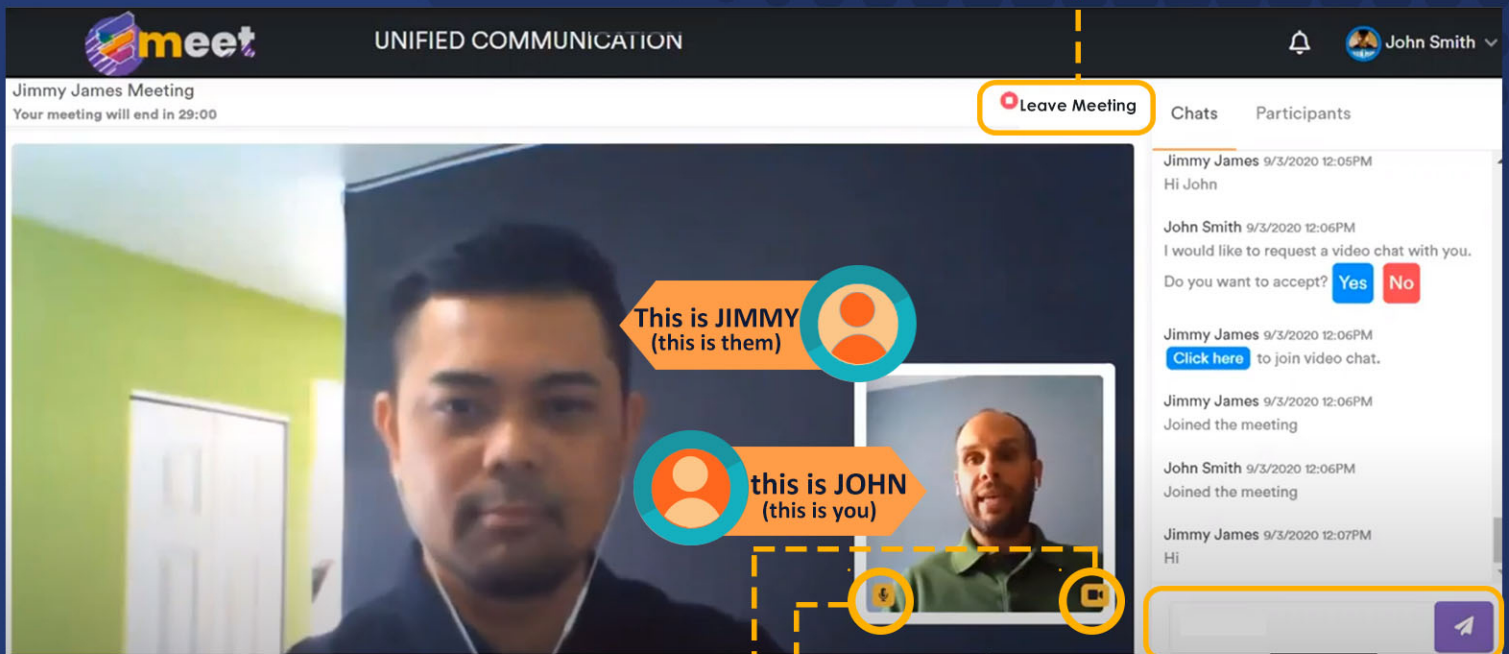 meet
UNIFIED COMMUNICATION
John Smith
Jimmy James Meeting
Your meeting will end in 29:00
Leave Meeting
Chats Participants
Jimmy James 9/3/2020 12:05PM
Hi John
John Smith 9/3/2020 12:06PM
I would like to request a video chat with you.
Do you want to accept? Yes No
Jimmy James 9/3/2020 12:06PM
Click here to join video chat.
Jimmy James 9/3/2020 12:06PM
Joined the meeting
John Smith 9/3/2020 12:06PM
Joined the meeting
Jimmy James 9/3/2020 12:07PM
Hi
This is JIMMY
(this is them)
this is JOHN
(this is you)